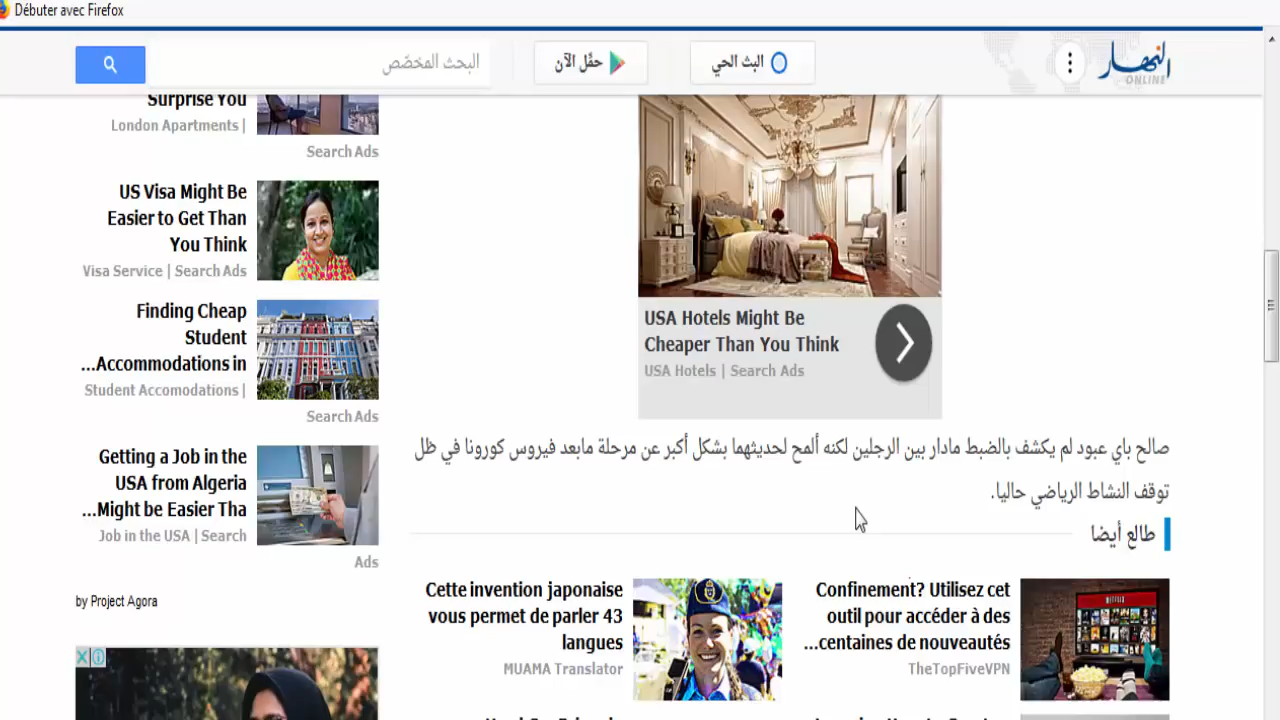 Débuter avec Firefox
النهار
ONLINE
البث الحي
حمِّل الآن
البحث المخصّص
Surprise You
London Apartments |
Search Ads
US Visa Might Be
Easier to Get Than
You Think
Visa Service | Search Ads
Finding Cheap
Student
...Accommodations in
Student Accomodations |
Search Ads
Getting a Job in the
USA from Algeria
...Might be Easier Tha
Job in the USA | Search
Ads
by Project Agora
USA Hotels Might Be
Cheaper Than You Think
USA Hotels | Search Ads
صالح باي عبود لم يكشف بالضبط مادار بين الرجلين لكنه ألمح لحديثهما بشكل أكبر عن مرحلة مابعد فيروس كورونا في ظل
توقف النشاط الرياضي حاليا.
طالع أيضا
Confinement? Utilisez cet
outil pour accéder à des
...centaines de nouveautés
TheTopFiveVPN
NETFLIX
Cette invention japonaise
vous permet de parler 43
langues
MUAMA Translator